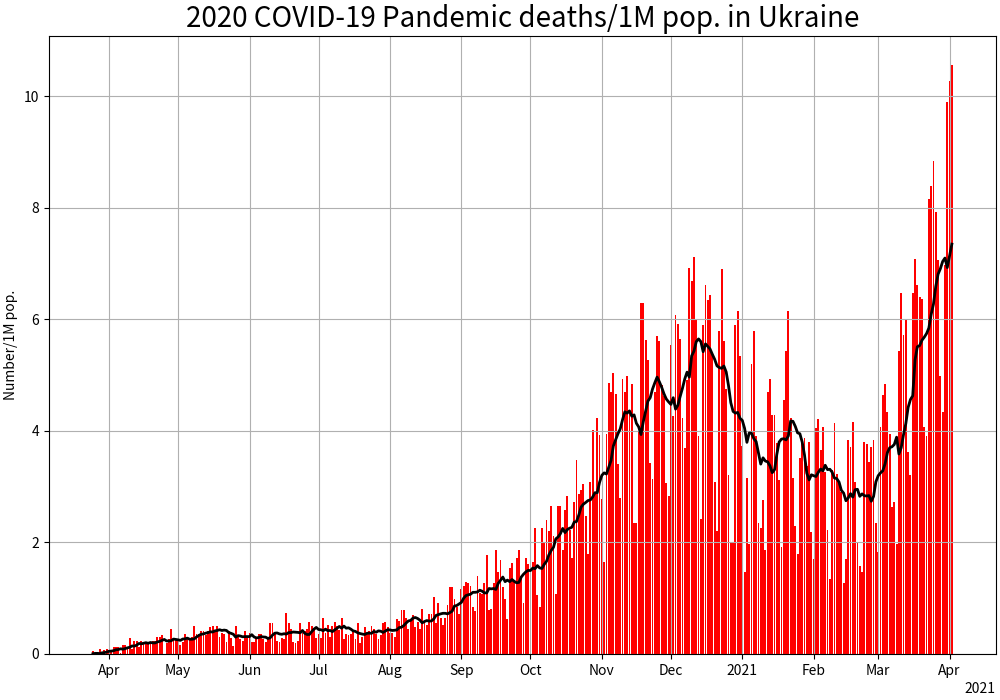 2020 COVID-19 Pandemic deaths/1M pop. in Ukraine
Number/1M pop.
10
8
6
4
2
0
Apr May Jun Jul Aug Sep Oct Nov Dec 2021 Feb Mar Apr
2021